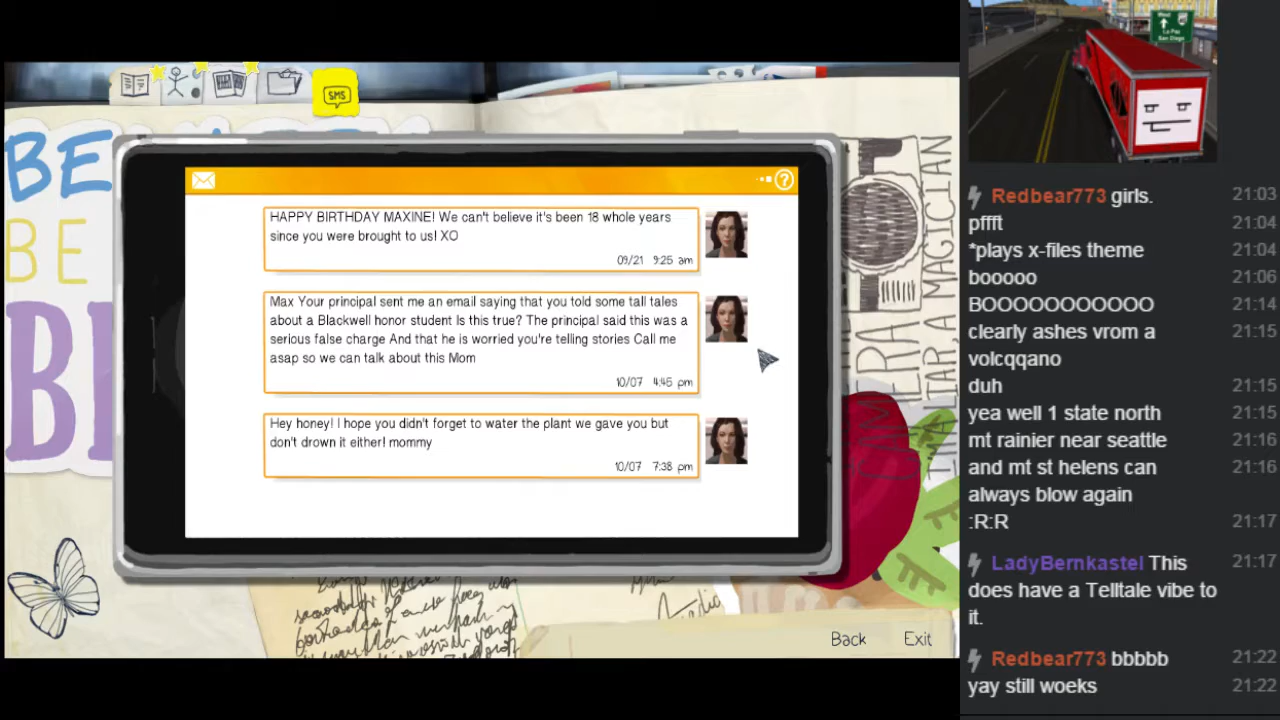 SMS
BE
BE
HAPPY BIRTHDAY MAXINE! We can't believe it's been 18 whole years
since you were brought to us! XO
09/21 9:25 am
Max Your principal sent me an email saying that you told some tall tales
about a Blackwell honor student Is this true? The principal said this was a
serious false charge And that he is worried you're telling stories Call me
asap so we can talk about this Mom
10/07 4:45 pm
Hey honey! I hope you didn't forget to water the plant we gave you but
don't drown it either! mommy
10/07 7:38 pm
?
CAMERA
MAGICIAN
Back
Exit
West
La Paz
San Diego
Redbear773 girls. 21:03
pffft 21:04
*plays x-files theme 21:04
booooo 21:06
BOOOOOOOOOOO 21:14
clearly ashes vrom a 21:15
volcqqano
duh 21:15
yea well 1 state north 21:15
mt rainier near seattle 21:16
and mt st helens can 21:16
always blow again
:R:R 21:17
LadyBernkastel This 21:17
does have a Telltale vibe to
it.
Redbear773 bbbbb 21:22
yay still woeks 21:22